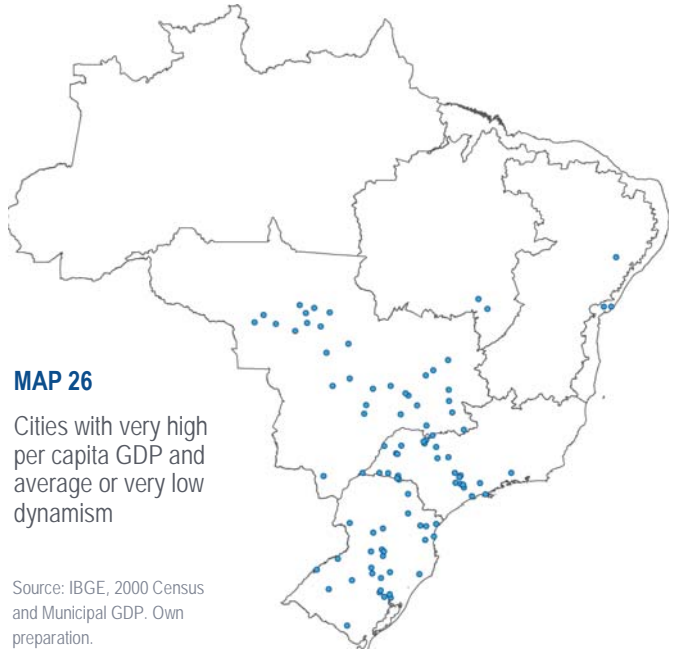 MAP 26
Cities with very high
per capita GDP and
average or very low
dynamism
Source: IBGE, 2000 Census
and Municipal GDP. Own
preparation.